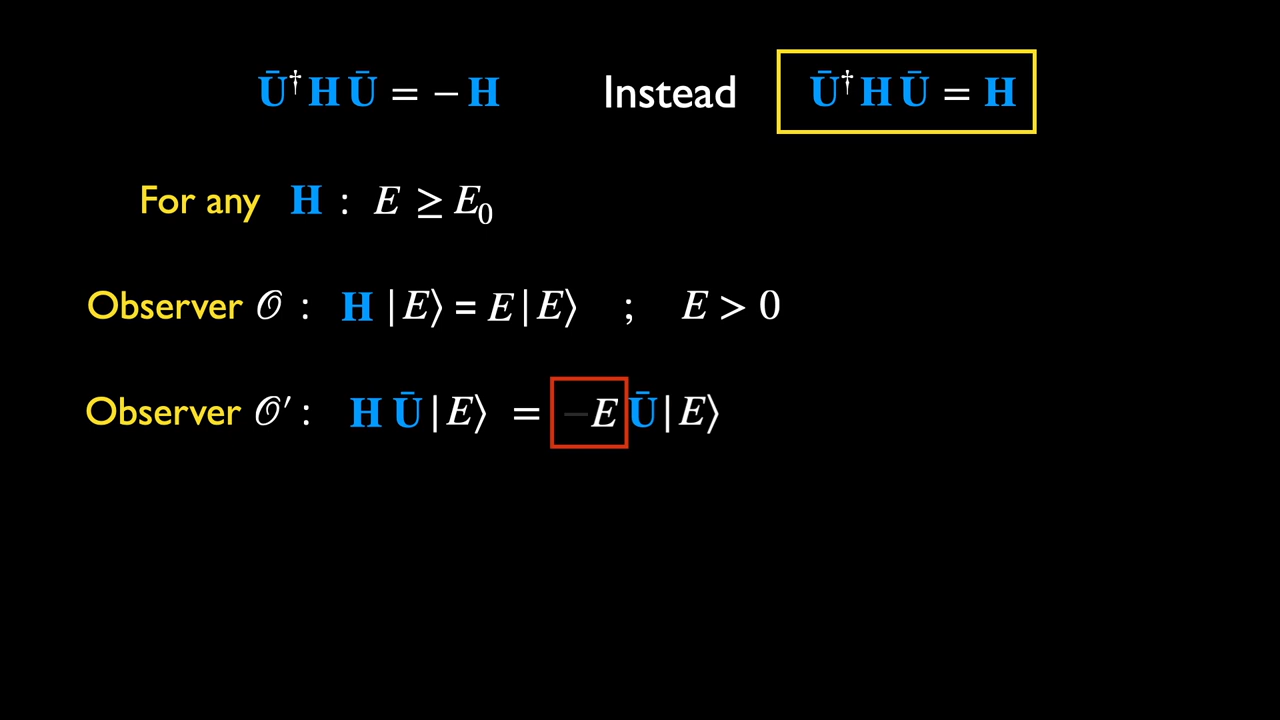 Ū† H Ū = − H Instead Ū† H Ū = H
For any H : E ≥ E₀
Observer 𝒪 : H |E⟩ = E|E⟩ ; E > 0
Observer 𝒪′ : H Ū|E⟩ = −E Ū|E⟩